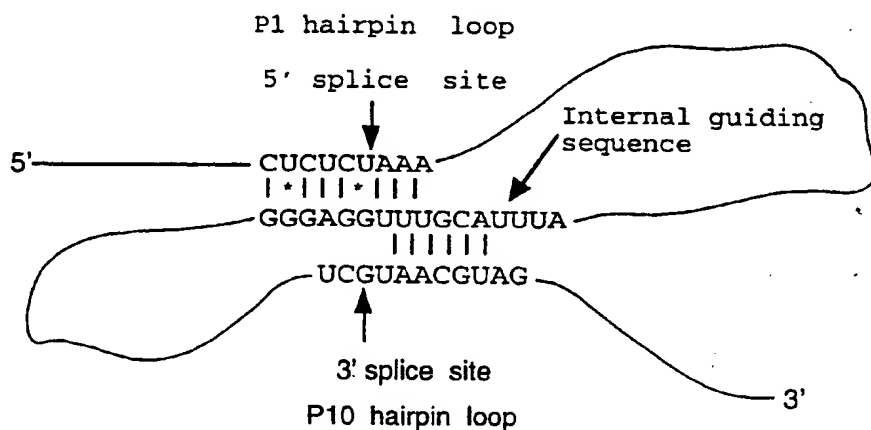 P1 hairpin loop
5' splice site
Internal guiding
sequence
5'
CUCUCUAAA
GGGAGGUUUGCAUUUA
UCGUAACGUAG
3' splice site
3'
P10 hairpin loop